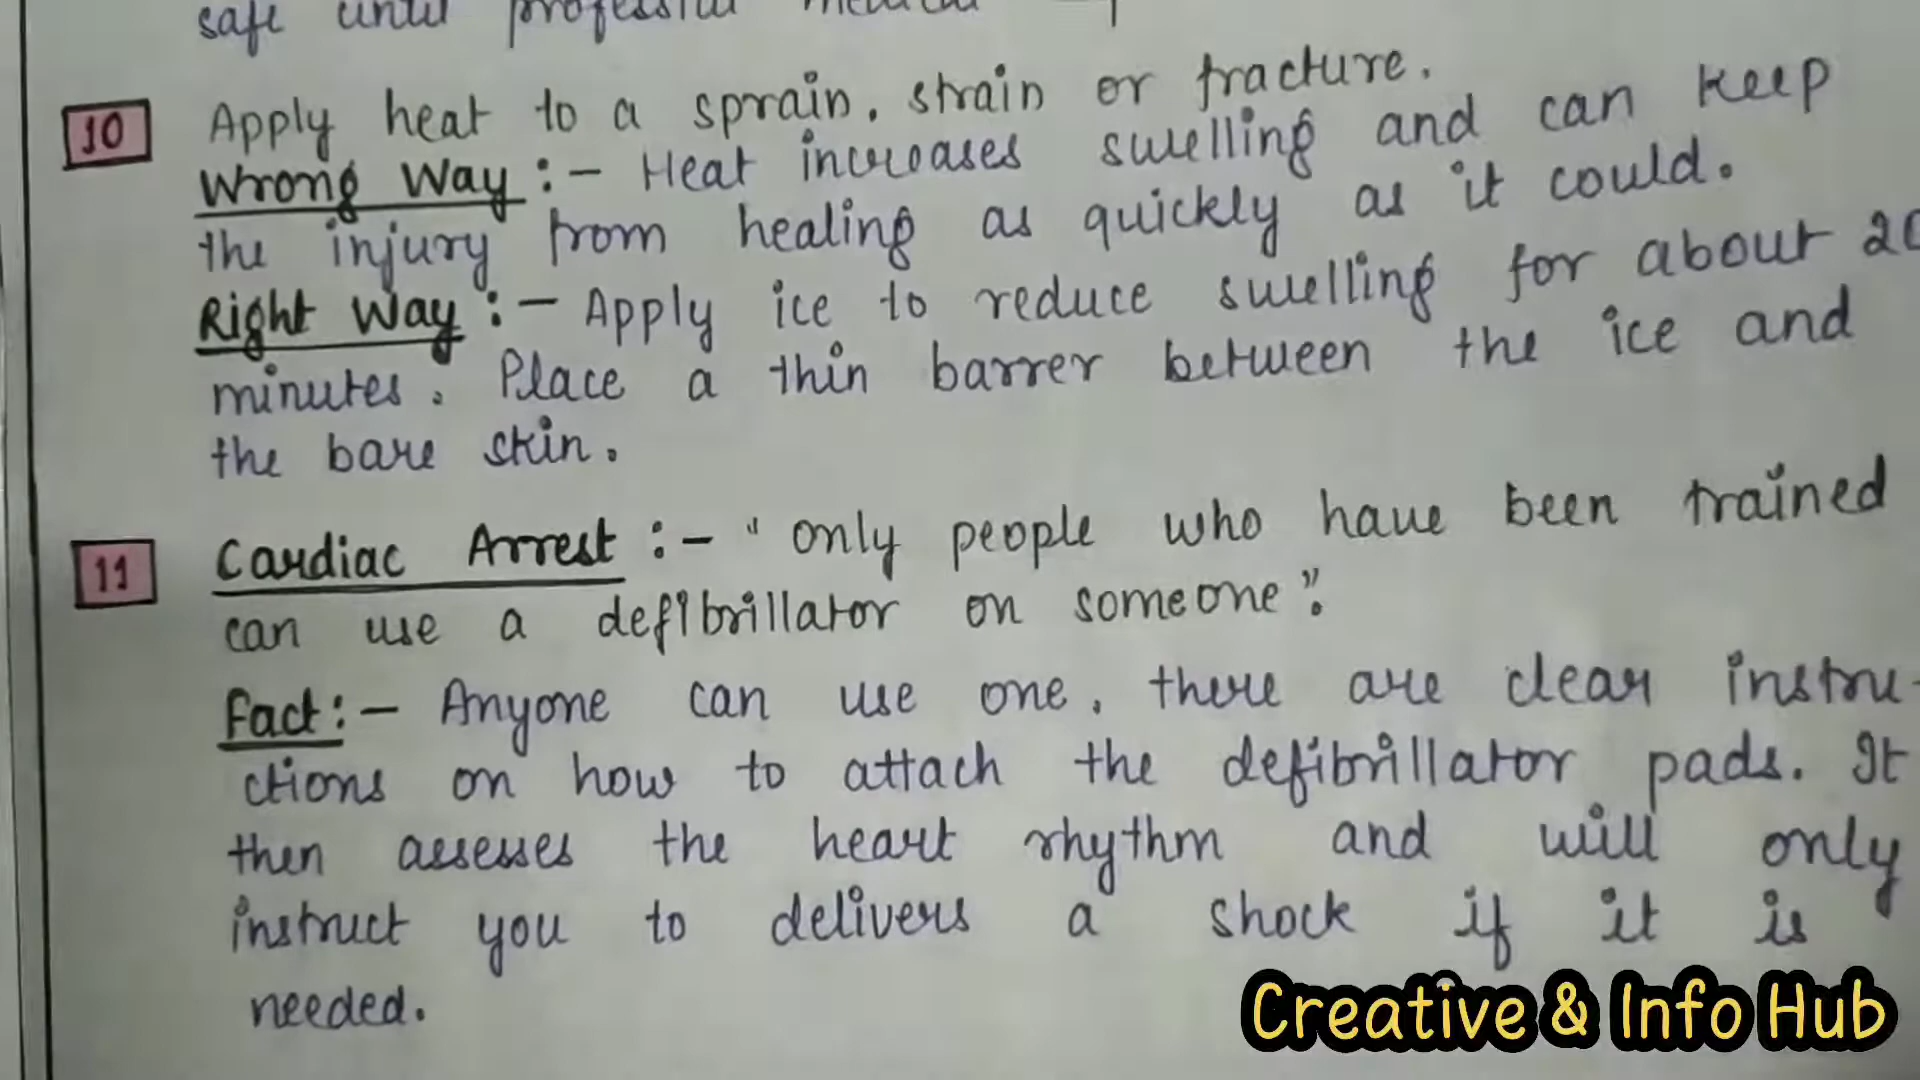 safe until professional medical
10 Apply heat to a sprain, strain or fracture.
Wrong Way :- Heat increases swelling and can keep
the injury from healing as quickly as it could.
Right Way :- Apply ice to reduce swelling for about 20
minutes. Place a thin barrer between the ice and
the bare skin.
11 Cardiac Arrest :- "only people who have been trained
can use a defibrillator on someone".
Fact :- Anyone can use one, there are clear instru-
ctions on how to attach the defibrillator pads. It
then assesses the heart rhythm and will only
instruct you to delivers a shock if it is
needed.
Creative & Info Hub